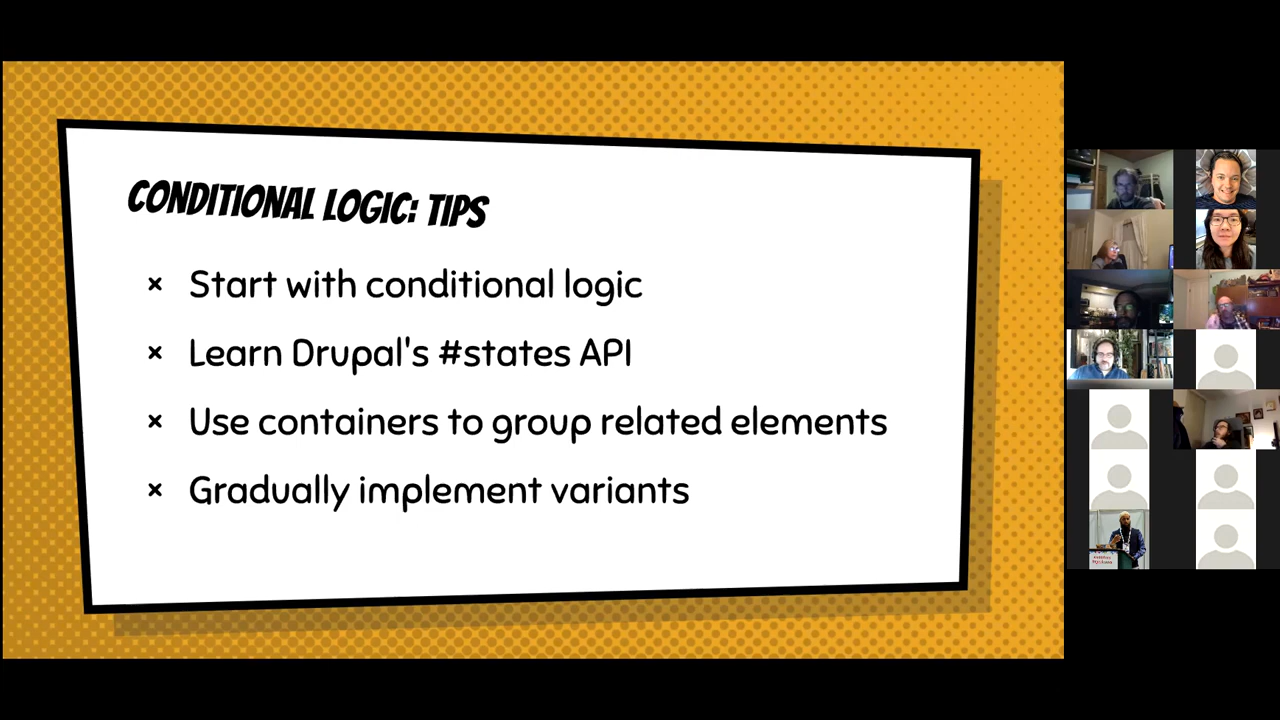 CONDITIONAL LOGIC: TIPS
× Start with conditional logic
× Learn Drupal's #states API
× Use containers to group related elements
× Gradually implement variants